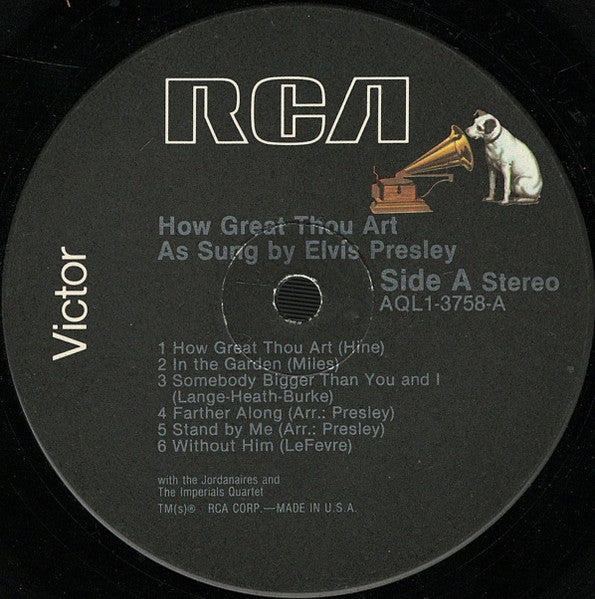 RCA
How Great Thou Art
As Sung by Elvis Presley
Side A Stereo
AQL1-3758-A
Victor
1 How Great Thou Art (Hine)
2 In the Garden (Miles)
3 Somebody Bigger Than You and I
(Lange-Heath-Burke)
4 Farther Along (Arr.: Presley)
5 Stand by Me (Arr.: Presley)
6 Without Him (LeFevre)
with the Jordanaires and
The Imperials Quartet
TM(s)® RCA CORP.—MADE IN U.S.A.